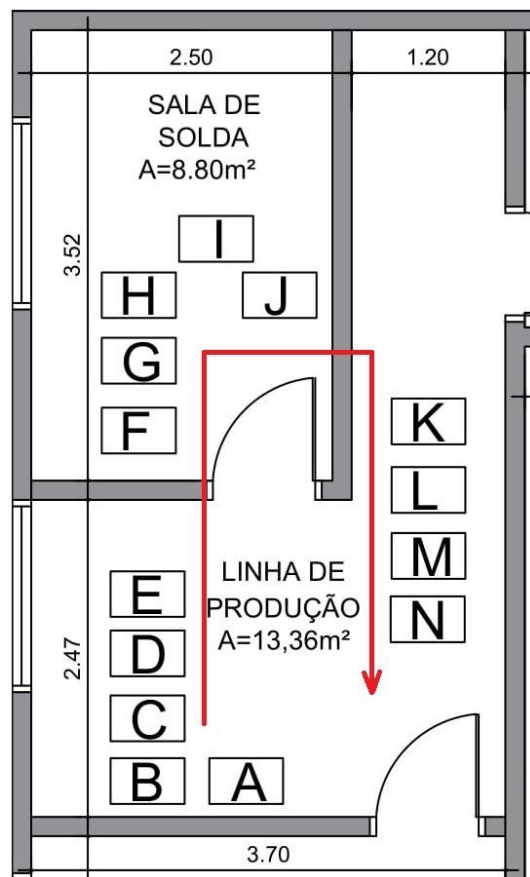 2.50
1.20
SALA DE
SOLDA
A=8.80m²
3.52
I
H
J
G
F
K
L
M
N
LINHA DE
PRODUÇÃO
A=13,36m²
E
D
C
B
A
2.47
3.70